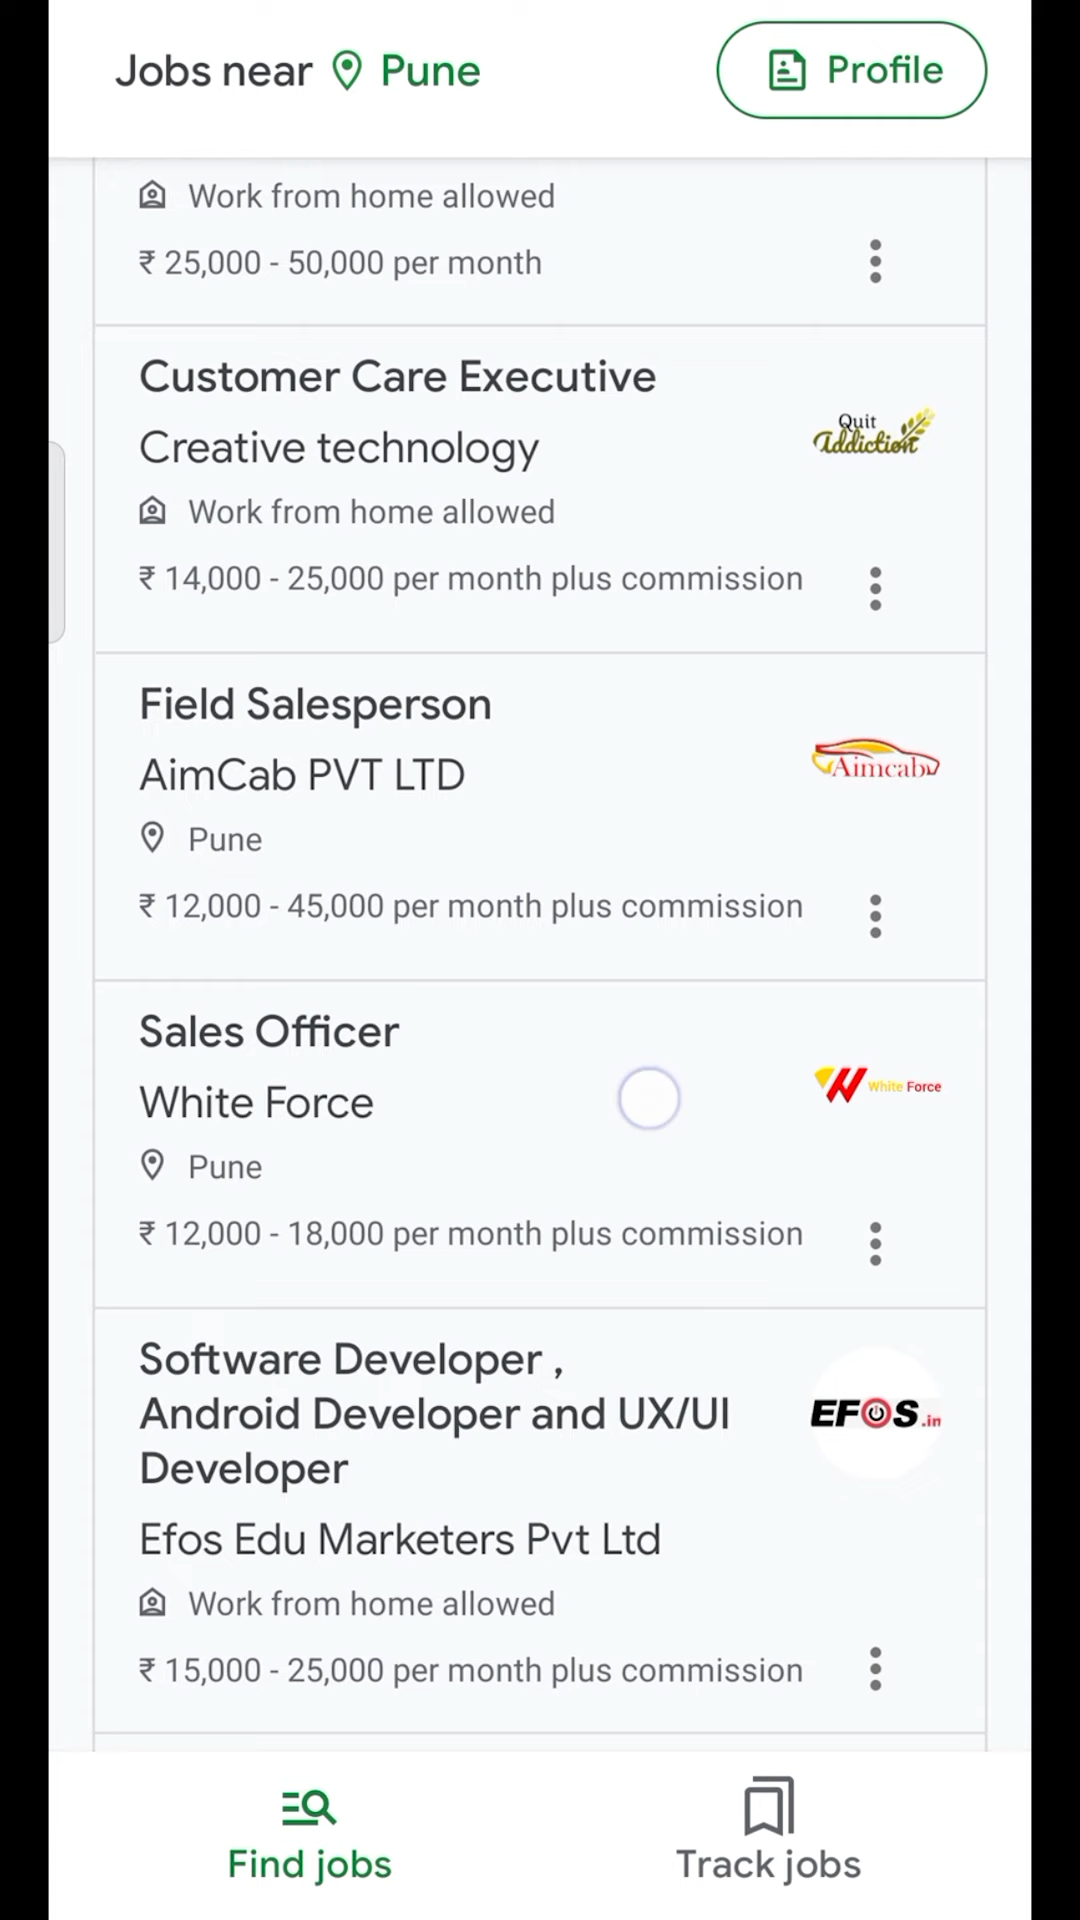 Jobs near Pune
Profile
Work from home allowed
₹ 25,000 - 50,000 per month
Customer Care Executive
Quit
Addiction
Creative technology
Work from home allowed
₹ 14,000 - 25,000 per month plus commission
Field Salesperson
AimCab PVT LTD
Aimcab
Pune
₹ 12,000 - 45,000 per month plus commission
Sales Officer
White Force
White Force
Pune
₹ 12,000 - 18,000 per month plus commission
Software Developer ,
Android Developer and UX/UI
Developer
EFOS.in
Efos Edu Marketers Pvt Ltd
Work from home allowed
₹ 15,000 - 25,000 per month plus commission
Find jobs
Track jobs